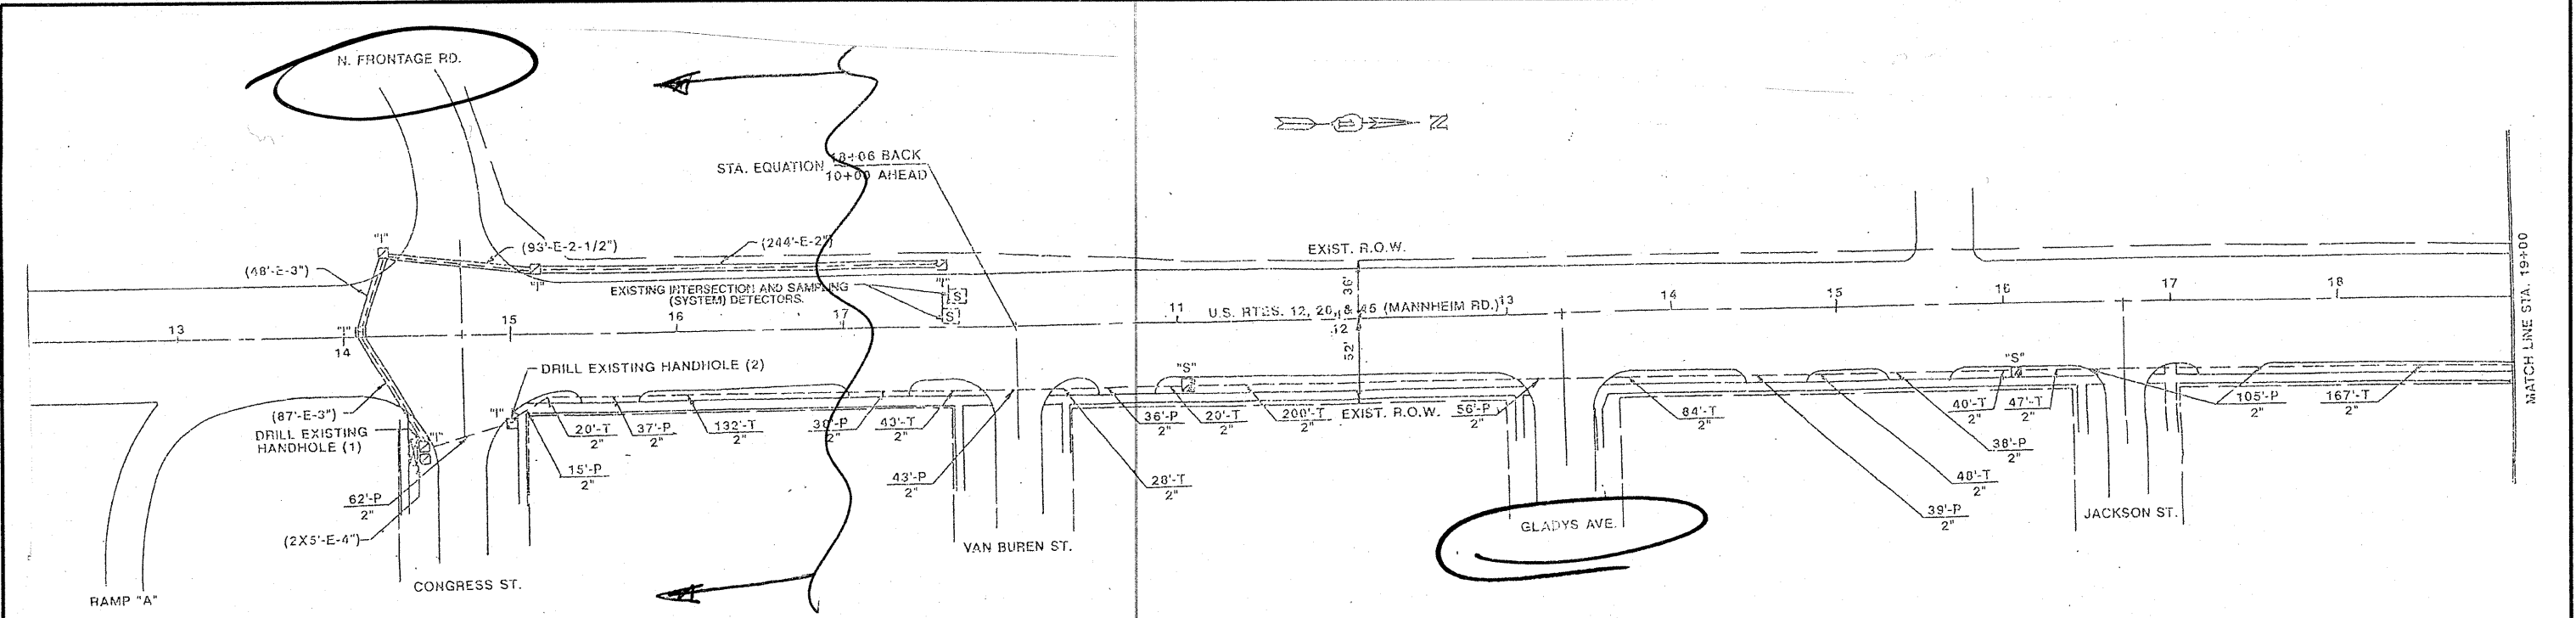 N. FRONTAGE RD.
N
STA. EQUATION 18+06 BACK
10+00 AHEAD
"I"
(93'-E-2-1/2")
(244'-E-2")
EXIST. R.O.W.
(48'-E-3")
"I"
EXISTING INTERSECTION AND SAMPLING
(SYSTEM) DETECTORS.
S
S
36'
13
"I"
14
15
16
17
11
U.S. RTES. 12, 20, & 45 (MANNHEIM RD.)
12
13
14
15
16
17
18
MATCH LINE STA. 19+00
52'
DRILL EXISTING HANDHOLE (2)
"S"
"S"
(87'-E-3")
"I"
DRILL EXISTING
HANDHOLE (1)
"I"
20'-T
2"
37'-P
2"
132'-T
2"
30'-P
2"
43'-T
2"
36'-P
2"
20'-T
2"
200'-T
2"
EXIST. R.O.W.
56'-P
2"
84'-T
2"
40'-T
2"
47'-T
2"
105'-P
2"
167'-T
2"
15'-P
2"
43'-P
2"
28'-T
2"
38'-P
2"
48'-T
2"
39'-P
2"
62'-P
2"
(2X5'-E-4")
GLADYS AVE.
JACKSON ST.
VAN BUREN ST.
CONGRESS ST.
RAMP "A"